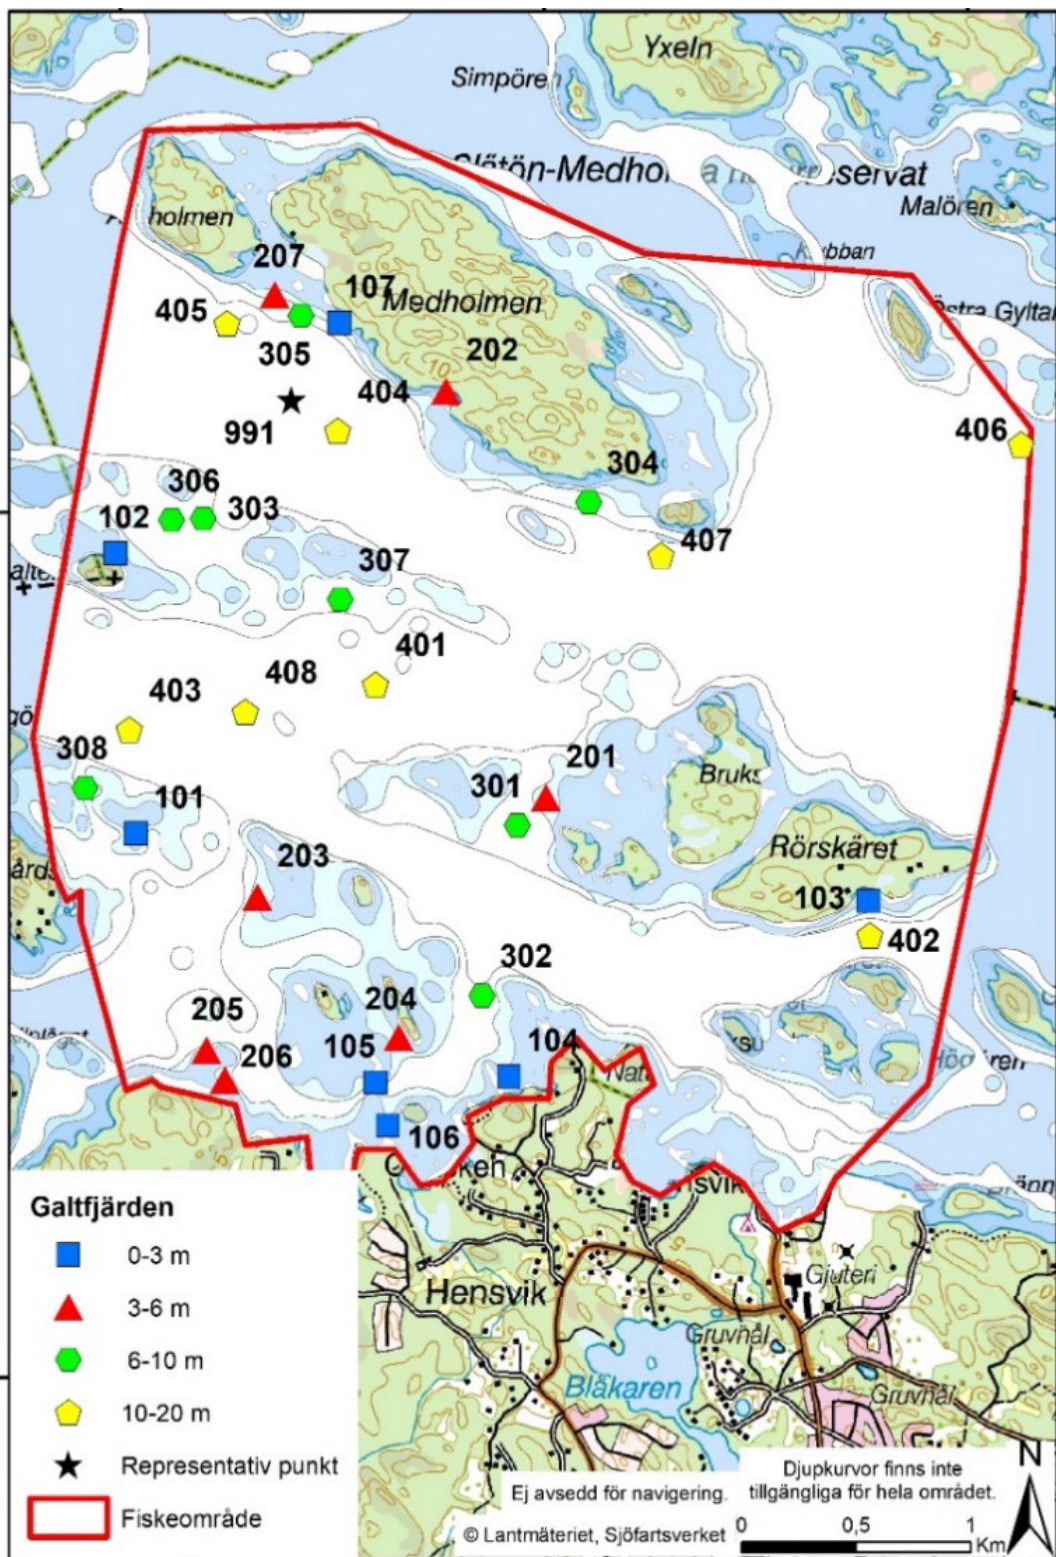 Yxeln
Simpören
Malören
holmen
207
107
Medholmen
405
305
202
404
991
406
304
306
303
102
407
307
401
408
403
308
201
301
101
Rörskäret
203
103
402
302
205
204
105
104
206
106
Galtfjärden
0-3 m
3-6 m
6-10 m
10-20 m
Representativ punkt
Fiskeområde
Hensvik
Gjuteri
Gruvhål
Blåkaren
Gruvhål
N
Ej avsedd för navigering.
Djupkurvor finns inte
tillgängliga för hela området.
© Lantmäteriet, Sjöfartsverket
0 0,5 1
Km